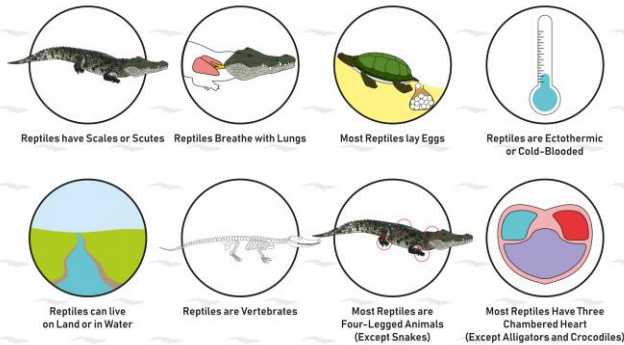 Reptiles have Scales or Scutes
Reptiles Breathe with Lungs
Most Reptiles lay Eggs
Reptiles are Ectothermic
or Cold-Blooded
Reptiles can live
on Land or in Water
Reptiles are Vertebrates
Most Reptiles are
Four-Legged Animals
(Except Snakes)
Most Reptiles Have Three
Chambered Heart
(Except Alligators and Crocodiles)